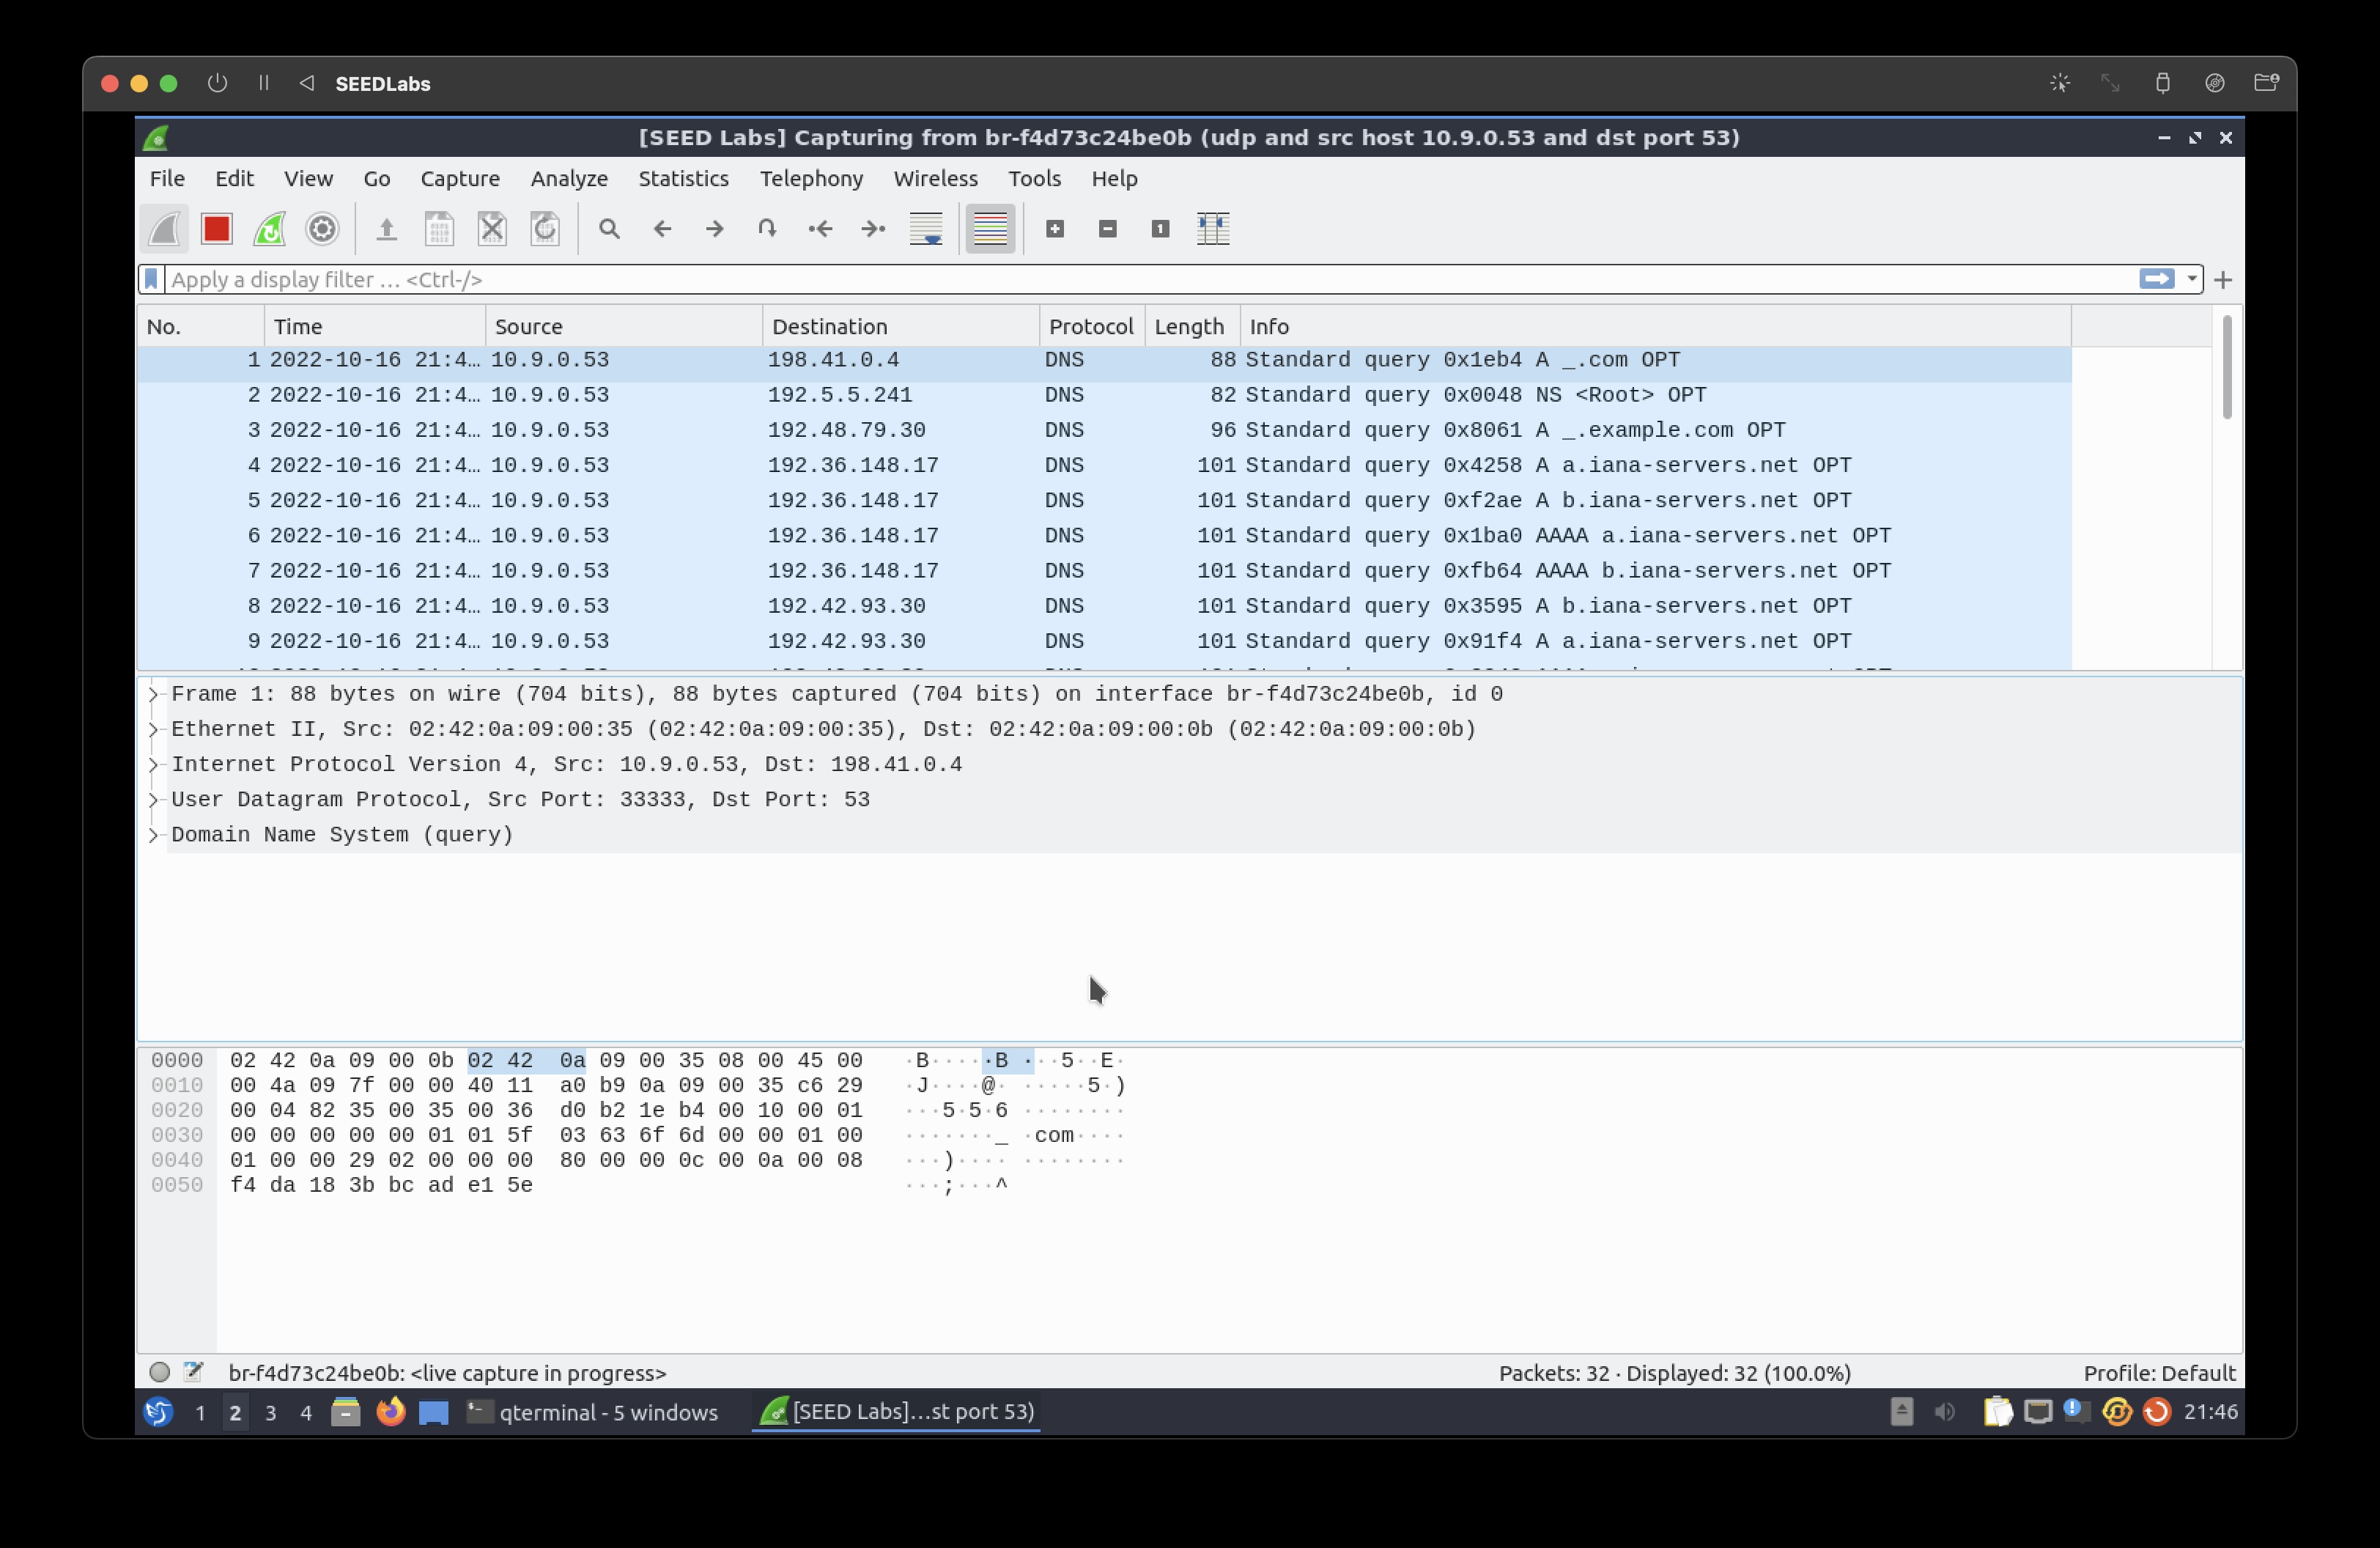 SEEDLabs
[SEED Labs] Capturing from br-f4d73c24be0b (udp and src host 10.9.0.53 and dst port 53)
File Edit View Go Capture Analyze Statistics Telephony Wireless Tools Help
Apply a display filter … <Ctrl-/>
No. Time Source Destination Protocol Length Info
1 2022-10-16 21:4… 10.9.0.53 198.41.0.4 DNS 88 Standard query 0x1eb4 A _.com OPT
2 2022-10-16 21:4… 10.9.0.53 192.5.5.241 DNS 82 Standard query 0x0048 NS <Root> OPT
3 2022-10-16 21:4… 10.9.0.53 192.48.79.30 DNS 96 Standard query 0x8061 A _.example.com OPT
4 2022-10-16 21:4… 10.9.0.53 192.36.148.17 DNS 101 Standard query 0x4258 A a.iana-servers.net OPT
5 2022-10-16 21:4… 10.9.0.53 192.36.148.17 DNS 101 Standard query 0xf2ae A b.iana-servers.net OPT
6 2022-10-16 21:4… 10.9.0.53 192.36.148.17 DNS 101 Standard query 0x1ba0 AAAA a.iana-servers.net OPT
7 2022-10-16 21:4… 10.9.0.53 192.36.148.17 DNS 101 Standard query 0xfb64 AAAA b.iana-servers.net OPT
8 2022-10-16 21:4… 10.9.0.53 192.42.93.30 DNS 101 Standard query 0x3595 A b.iana-servers.net OPT
9 2022-10-16 21:4… 10.9.0.53 192.42.93.30 DNS 101 Standard query 0x91f4 A a.iana-servers.net OPT
Frame 1: 88 bytes on wire (704 bits), 88 bytes captured (704 bits) on interface br-f4d73c24be0b, id 0
Ethernet II, Src: 02:42:0a:09:00:35 (02:42:0a:09:00:35), Dst: 02:42:0a:09:00:0b (02:42:0a:09:00:0b)
Internet Protocol Version 4, Src: 10.9.0.53, Dst: 198.41.0.4
User Datagram Protocol, Src Port: 33333, Dst Port: 53
Domain Name System (query)
0000 02 42 0a 09 00 0b 02 42 0a 09 00 35 08 00 45 00 ·B·····B ···5··E·
0010 00 4a 09 7f 00 00 40 11 a0 b9 0a 09 00 35 c6 29 ·J····@· ·····5·)
0020 00 04 82 35 00 35 00 36 d0 b2 1e b4 00 10 00 01 ···5·5·6 ········
0030 00 00 00 00 00 01 01 5f 03 63 6f 6d 00 00 01 00 ·······_ ·com····
0040 01 00 00 29 02 00 00 00 80 00 00 0c 00 0a 00 08 ···)···· ········
0050 f4 da 18 3b bc ad e1 5e ···;···^
br-f4d73c24be0b: <live capture in progress> Packets: 32 · Displayed: 32 (100.0%) Profile: Default
1 2 3 4 qterminal - 5 windows [SEED Labs]...st port 53) 21:46